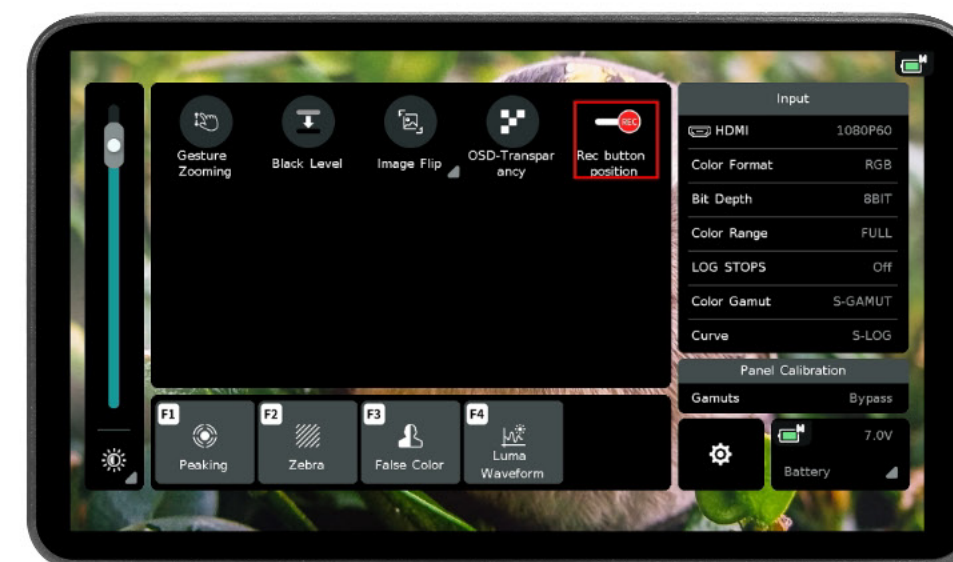 M
Gesture
Zooming
Black Level
Image Flip
OSD-Transpar
ancy
REC
Rec button
position
F1
Peaking
F2
Zebra
F3
False Color
F4
Luma
Waveform
Input
HDMI 1080P60
Color Format RGB
Bit Depth 8BIT
Color Range FULL
LOG STOPS Off
Color Gamut S-GAMUT
Curve S-LOG
Panel Calibration
Gamuts Bypass
M
7.0V
Battery